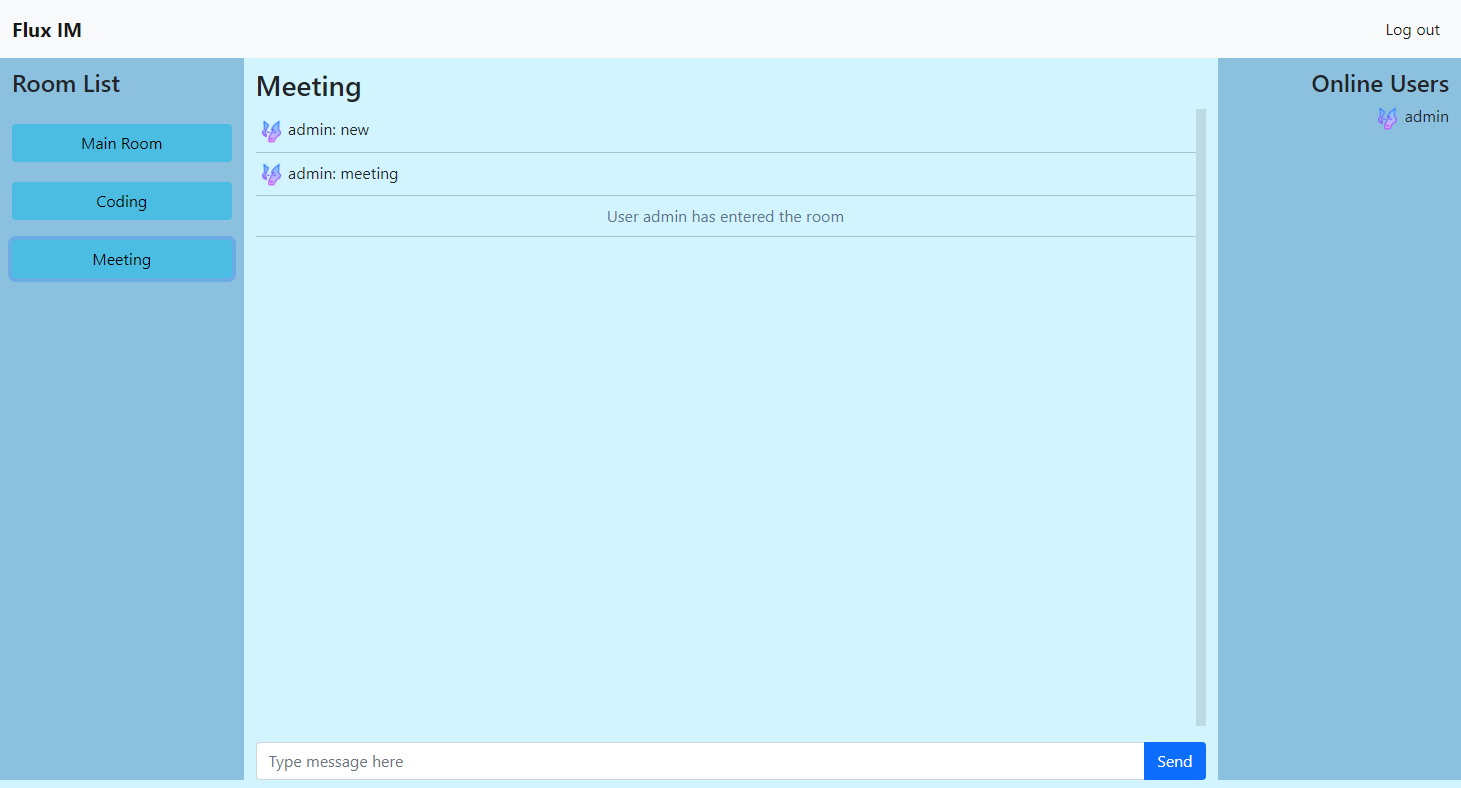 Flux IM
Log out
Room List
Main Room
Coding
Meeting
Meeting
admin: new
admin: meeting
User admin has entered the room
Type message here
Send
Online Users
admin